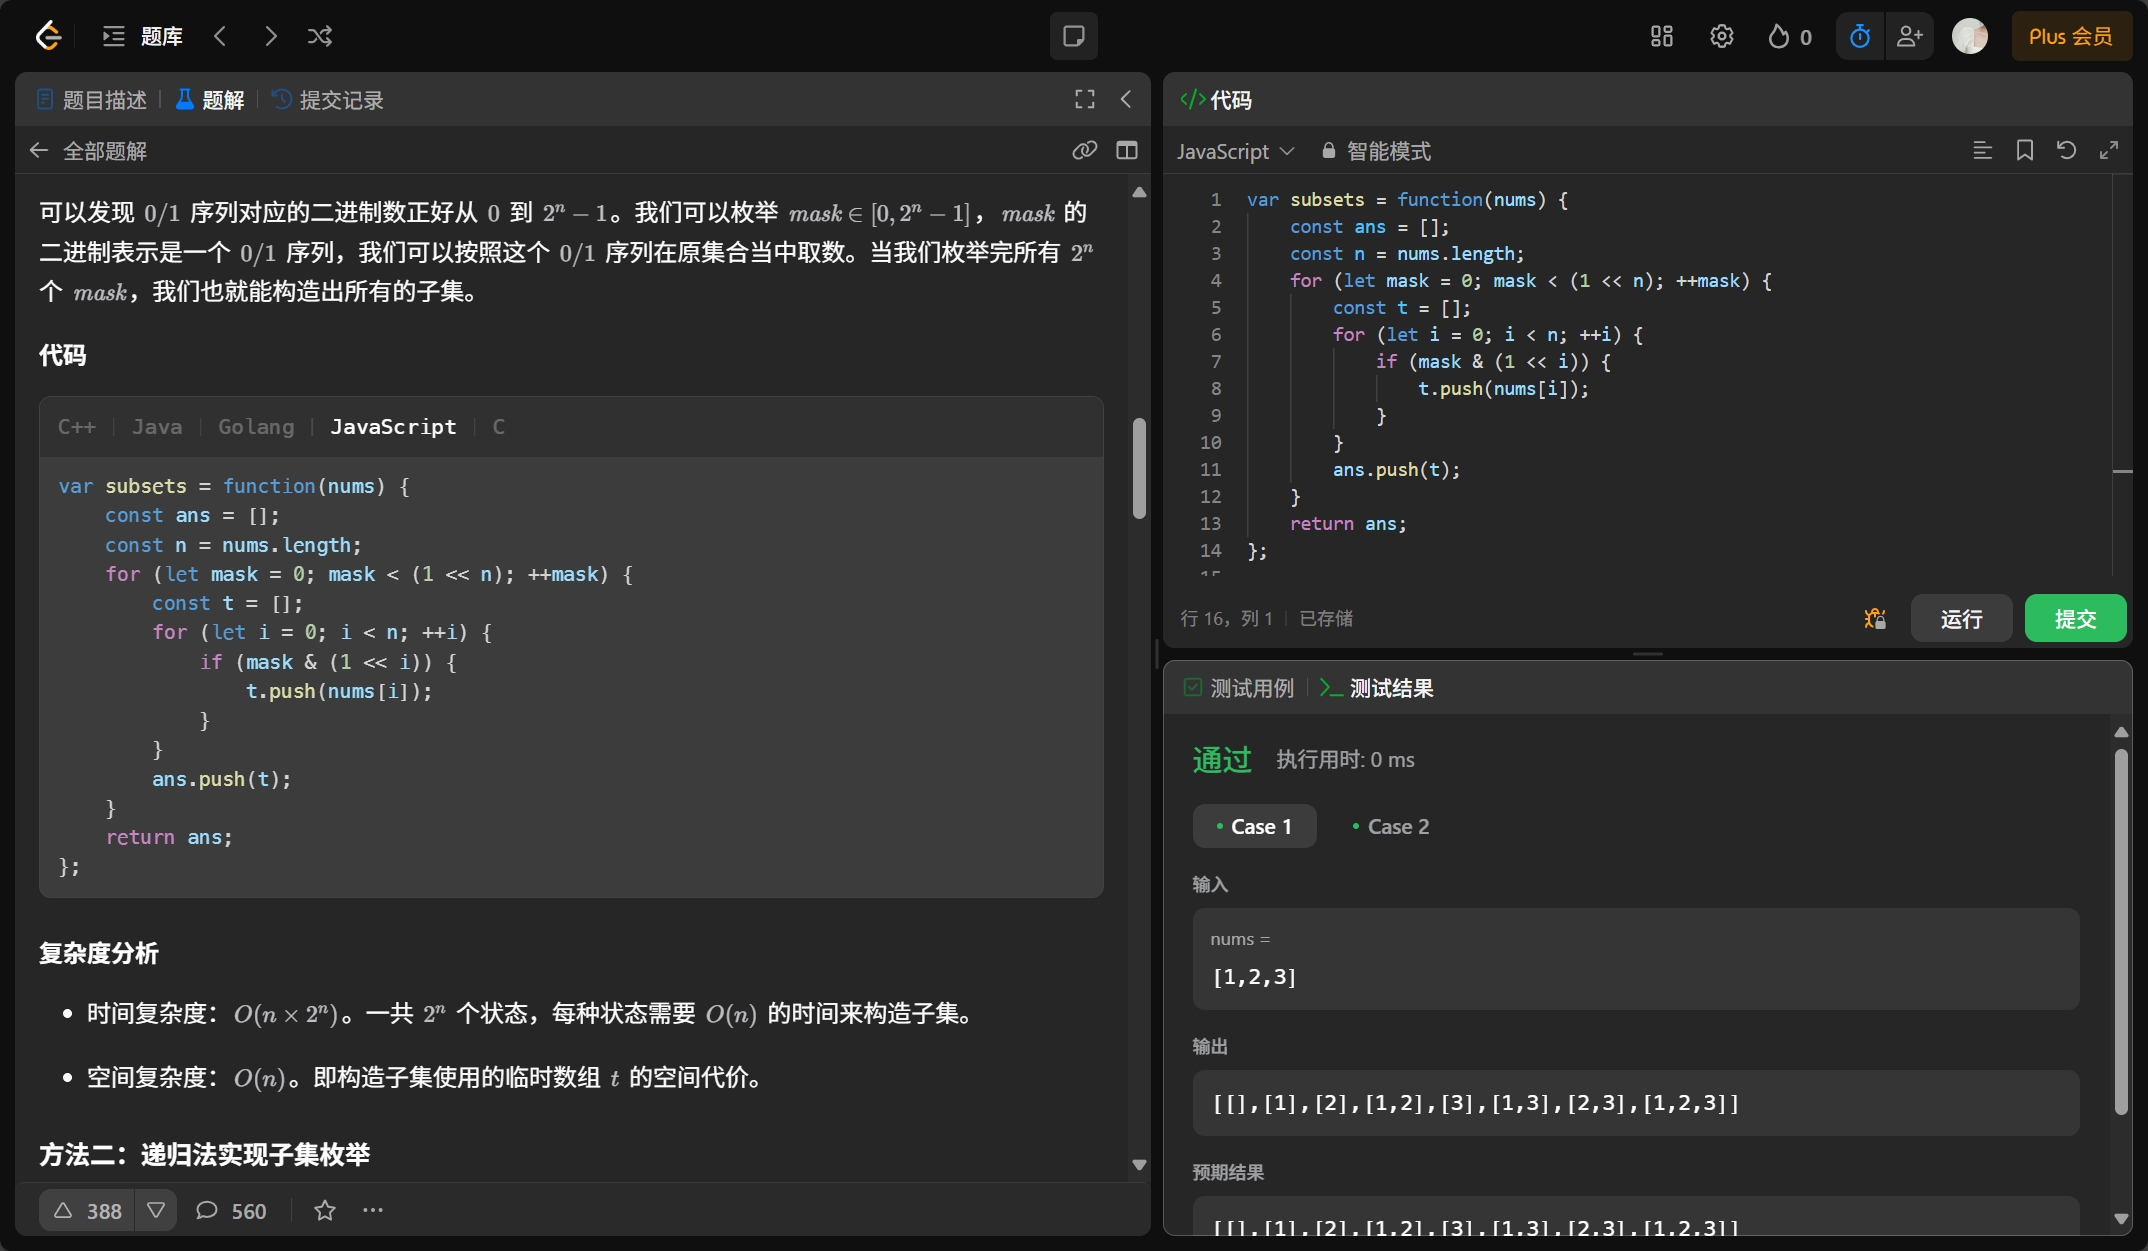 题库
0
Plus 会员
题目描述
题解
提交记录
全部题解
可以发现 0/1 序列对应的二进制数正好从 0 到 2ⁿ − 1。我们可以枚举 mask ∈ [0, 2ⁿ − 1]，mask 的
二进制表示是一个 0/1 序列，我们可以按照这个 0/1 序列在原集合当中取数。当我们枚举完所有 2ⁿ
个 mask，我们也就能构造出所有的子集。
代码
C++ | Java | Golang | JavaScript | C
var subsets = function(nums) {
    const ans = [];
    const n = nums.length;
    for (let mask = 0; mask < (1 << n); ++mask) {
        const t = [];
        for (let i = 0; i < n; ++i) {
            if (mask & (1 << i)) {
                t.push(nums[i]);
            }
        }
        ans.push(t);
    }
    return ans;
};
复杂度分析
• 时间复杂度：O(n × 2ⁿ)。一共 2ⁿ 个状态，每种状态需要 O(n) 的时间来构造子集。
• 空间复杂度：O(n)。即构造子集使用的临时数组 t 的空间代价。
方法二：递归法实现子集枚举
388
560
代码
JavaScript
智能模式
1 var subsets = function(nums) {
2     const ans = [];
3     const n = nums.length;
4     for (let mask = 0; mask < (1 << n); ++mask) {
5         const t = [];
6         for (let i = 0; i < n; ++i) {
7             if (mask & (1 << i)) {
8                 t.push(nums[i]);
9             }
10         }
11         ans.push(t);
12     }
13     return ans;
14 };
15
行 16，列 1 | 已存储
运行
提交
测试用例
测试结果
通过 执行用时: 0 ms
• Case 1 • Case 2
输入
nums =
[1,2,3]
输出
[[],[1],[2],[1,2],[3],[1,3],[2,3],[1,2,3]]
预期结果
[[],[1],[2],[1,2],[3],[1,3],[2,3],[1,2,3]]